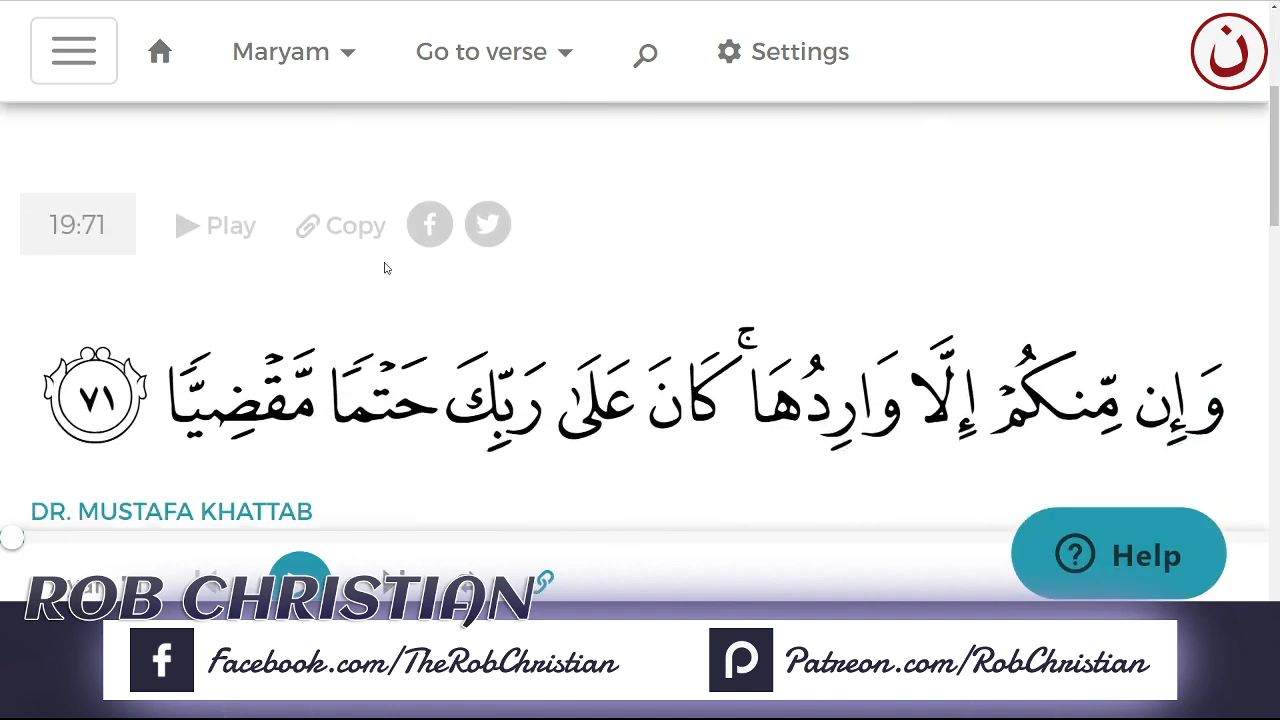 Maryam Go to verse Settings ن
19:71 Play Copy
وَإِن مِّنكُمْ إِلَّا وَارِدُهَا ۚ كَانَ عَلَىٰ رَبِّكَ حَتْمًا مَّقْضِيًّا ٧١
DR. MUSTAFA KHATTAB
Help
ROB CHRISTIAN
Facebook.com/TheRobChristian Patreon.com/RobChristian